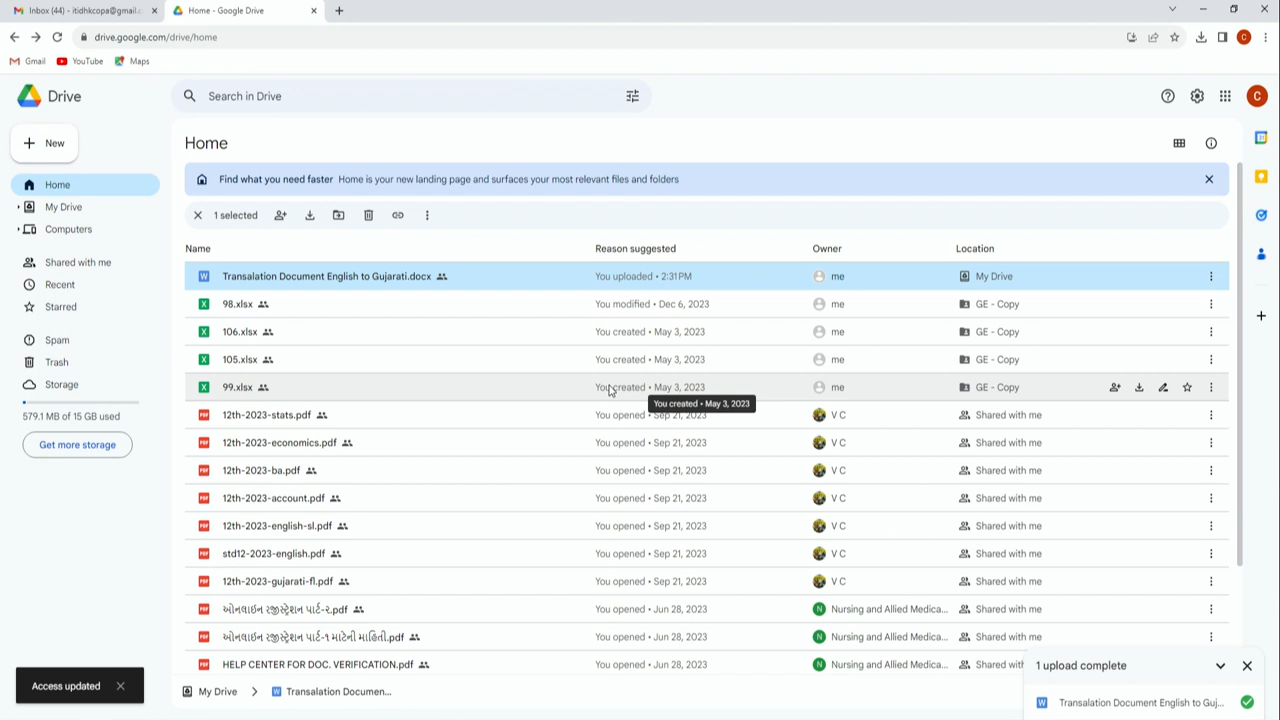 Inbox (44) - itidhkcopa@gmail.c
Home - Google Drive
drive.google.com/drive/home
Gmail YouTube Maps
Drive
Search in Drive
C
New
Home
My Drive
Computers
Shared with me
Recent
Starred
Spam
Trash
Storage
579.1 MB of 15 GB used
Get more storage
Home
Find what you need faster Home is your new landing page and surfaces your most relevant files and folders
1 selected
Name Reason suggested Owner Location
Transalation Document English to Gujarati.docx You uploaded • 2:31 PM me My Drive
98.xlsx You modified • Dec 6, 2023 me GE - Copy
106.xlsx You created • May 3, 2023 me GE - Copy
105.xlsx You created • May 3, 2023 me GE - Copy
99.xlsx You created • May 3, 2023 me GE - Copy
You created • May 3, 2023
12th-2023-stats.pdf You opened • Sep 21, 2023 V C Shared with me
12th-2023-economics.pdf You opened • Sep 21, 2023 V C Shared with me
12th-2023-ba.pdf You opened • Sep 21, 2023 V C Shared with me
12th-2023-account.pdf You opened • Sep 21, 2023 V C Shared with me
12th-2023-english-sl.pdf You opened • Sep 21, 2023 V C Shared with me
std12-2023-english.pdf You opened • Sep 21, 2023 V C Shared with me
12th-2023-gujarati-fl.pdf You opened • Sep 21, 2023 V C Shared with me
ઓનલાઈન રજીસ્ટ્રેશન પાર્ટ-૨.pdf You opened • Jun 28, 2023 N Nursing and Allied Medica... Shared with me
ઓનલાઈન રજીસ્ટ્રેશન પાર્ટ-૧ માટેની માહિતી.pdf You opened • Jun 28, 2023 N Nursing and Allied Medica... Shared with me
HELP CENTER FOR DOC. VERIFICATION.pdf You opened • Jun 28, 2023 N Nursing and Allied Medica... Shared
My Drive Transalation Documen...
Access updated
1 upload complete
Transalation Document English to Guj...